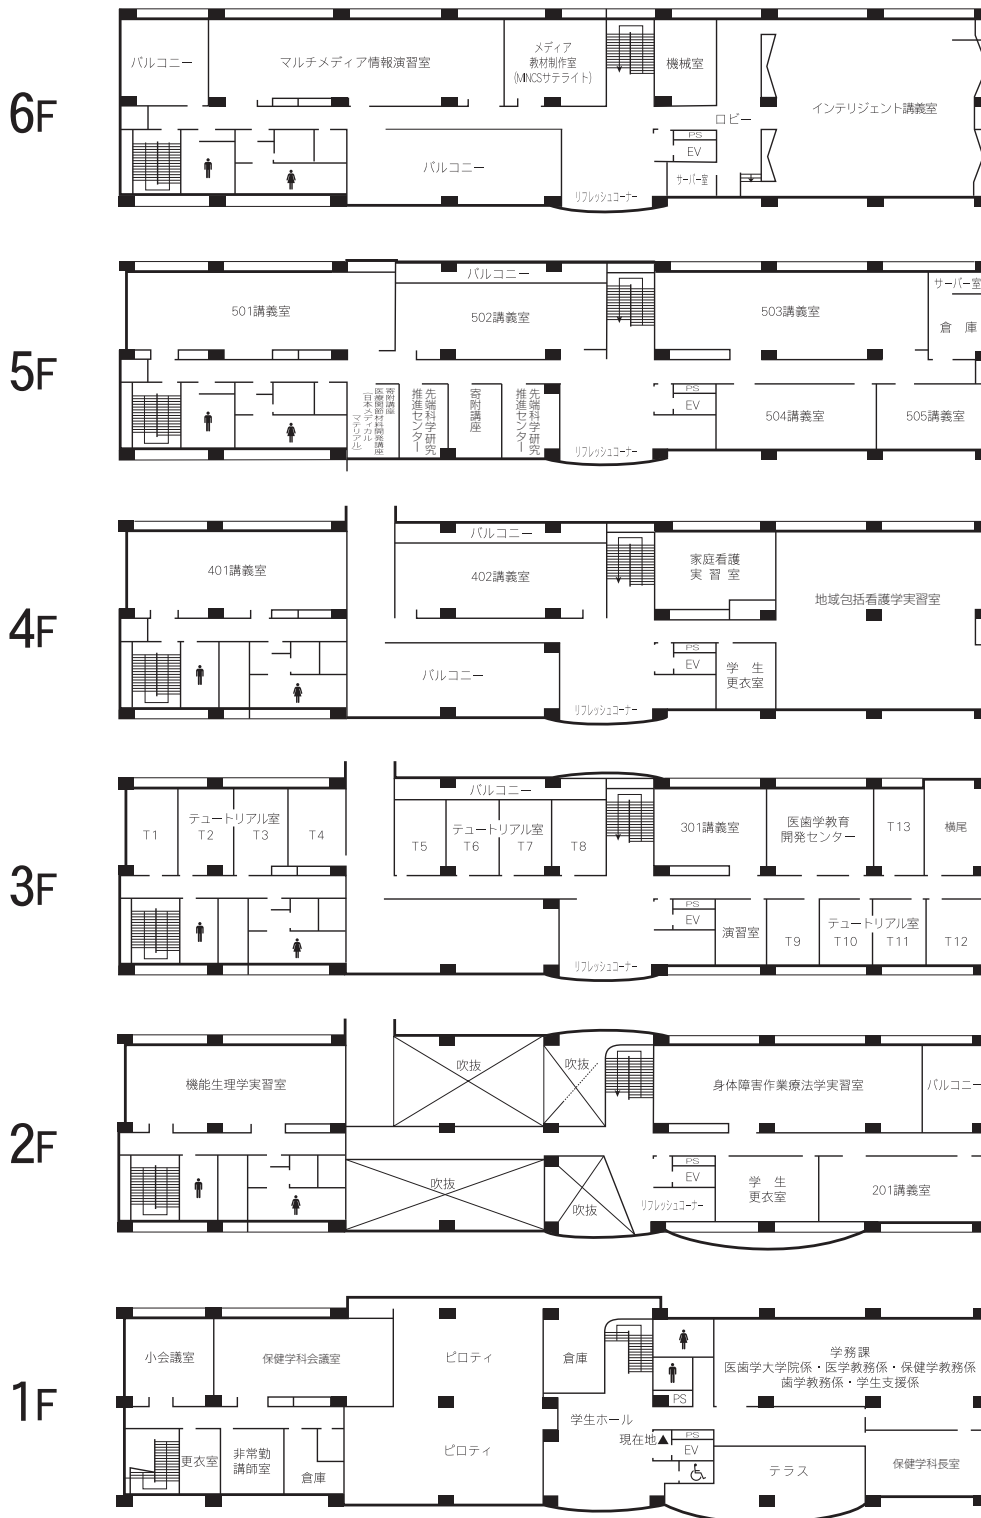 6F
バルコニー
マルチメディア情報演習室
メディア
教材制作室
(MINCSサテライト)
機械室
インテリジェント講義室
ロビー
PS
EV
サーバー室
バルコニー
リフレッシュコーナー
5F
501講義室
バルコニー
502講義室
503講義室
サーバー室
倉庫
寄附講座
医療関節材料開発講座
(日本メディカル
マテリアル)
先端科学研究
推進センター
寄附講座
先端科学研究
推進センター
リフレッシュコーナー
PS
EV
504講義室
505講義室
4F
401講義室
バルコニー
402講義室
家庭看護
実習室
地域包括看護学実習室
バルコニー
リフレッシュコーナー
PS
EV
学生
更衣室
3F
テュートリアル室
T1
T2
T3
T4
バルコニー
テュートリアル室
T5
T6
T7
T8
301講義室
医歯学教育
開発センター
T13
横尾
リフレッシュコーナー
PS
EV
演習室
テュートリアル室
T9
T10
T11
T12
2F
機能生理学実習室
吹抜
吹抜
身体障害作業療法学実習室
バルコニー
吹抜
吹抜
リフレッシュコーナー
PS
EV
学生
更衣室
201講義室
1F
小会議室
保健学科会議室
ピロティ
倉庫
PS
学務課
医歯学大学院係・医学教務係・保健学教務係
歯学教務係・学生支援係
学生ホール
現在地▲
PS
EV
更衣室
非常勤
講師室
倉庫
ピロティ
テラス
保健学科長室